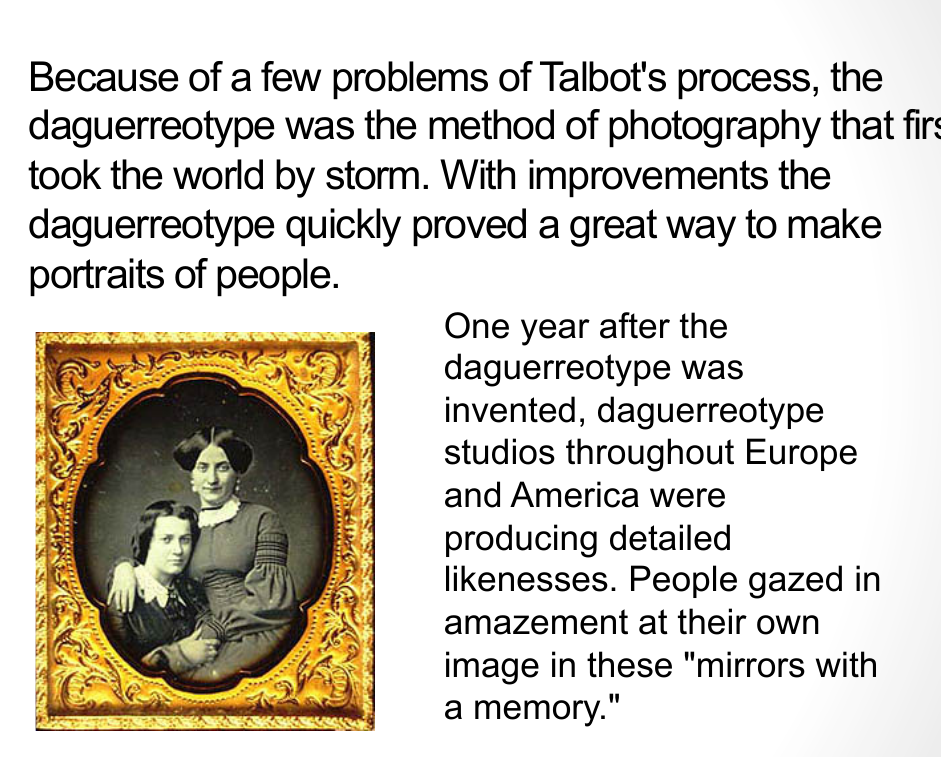 Because of a few problems of Talbot's process, the
daguerreotype was the method of photography that
took the world by storm. With improvements the
daguerreotype quickly proved a great way to make
portraits of people.
One year after the
daguerreotype was
invented, daguerreotype
studios throughout Europe
and America were
producing detailed
likenesses. People gazed in
amazement at their own
image in these "mirrors with
a memory."